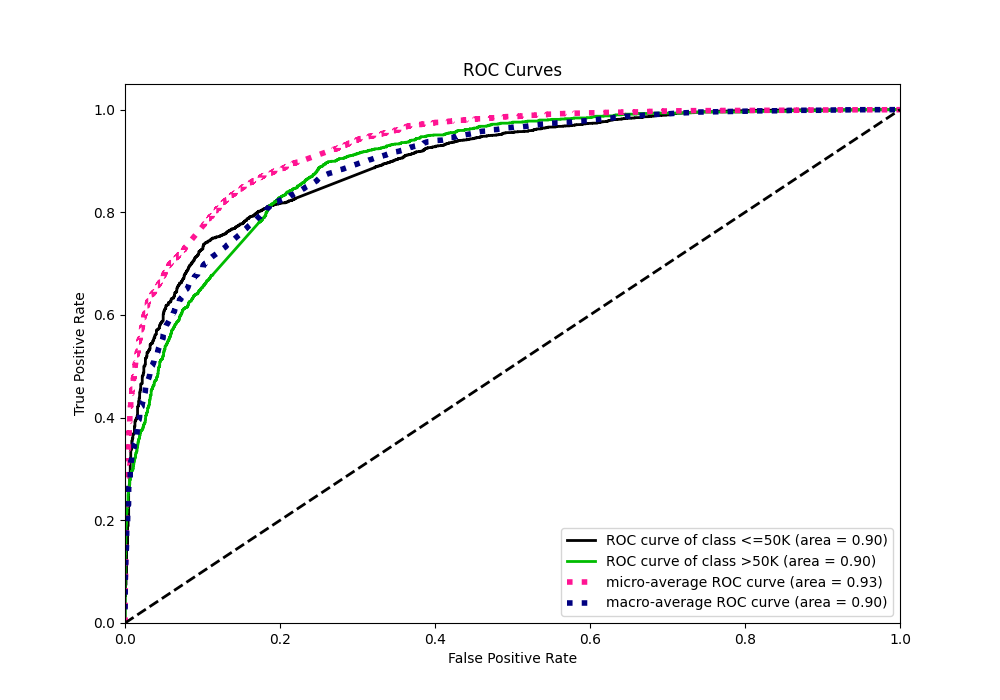 ROC Curves
True Positive Rate
1.0
0.8
0.6
0.4
0.2
0.0
0.0 0.2 0.4 0.6 0.8 1.0
False Positive Rate
ROC curve of class <=50K (area = 0.90)
ROC curve of class >50K (area = 0.90)
micro-average ROC curve (area = 0.93)
macro-average ROC curve (area = 0.90)